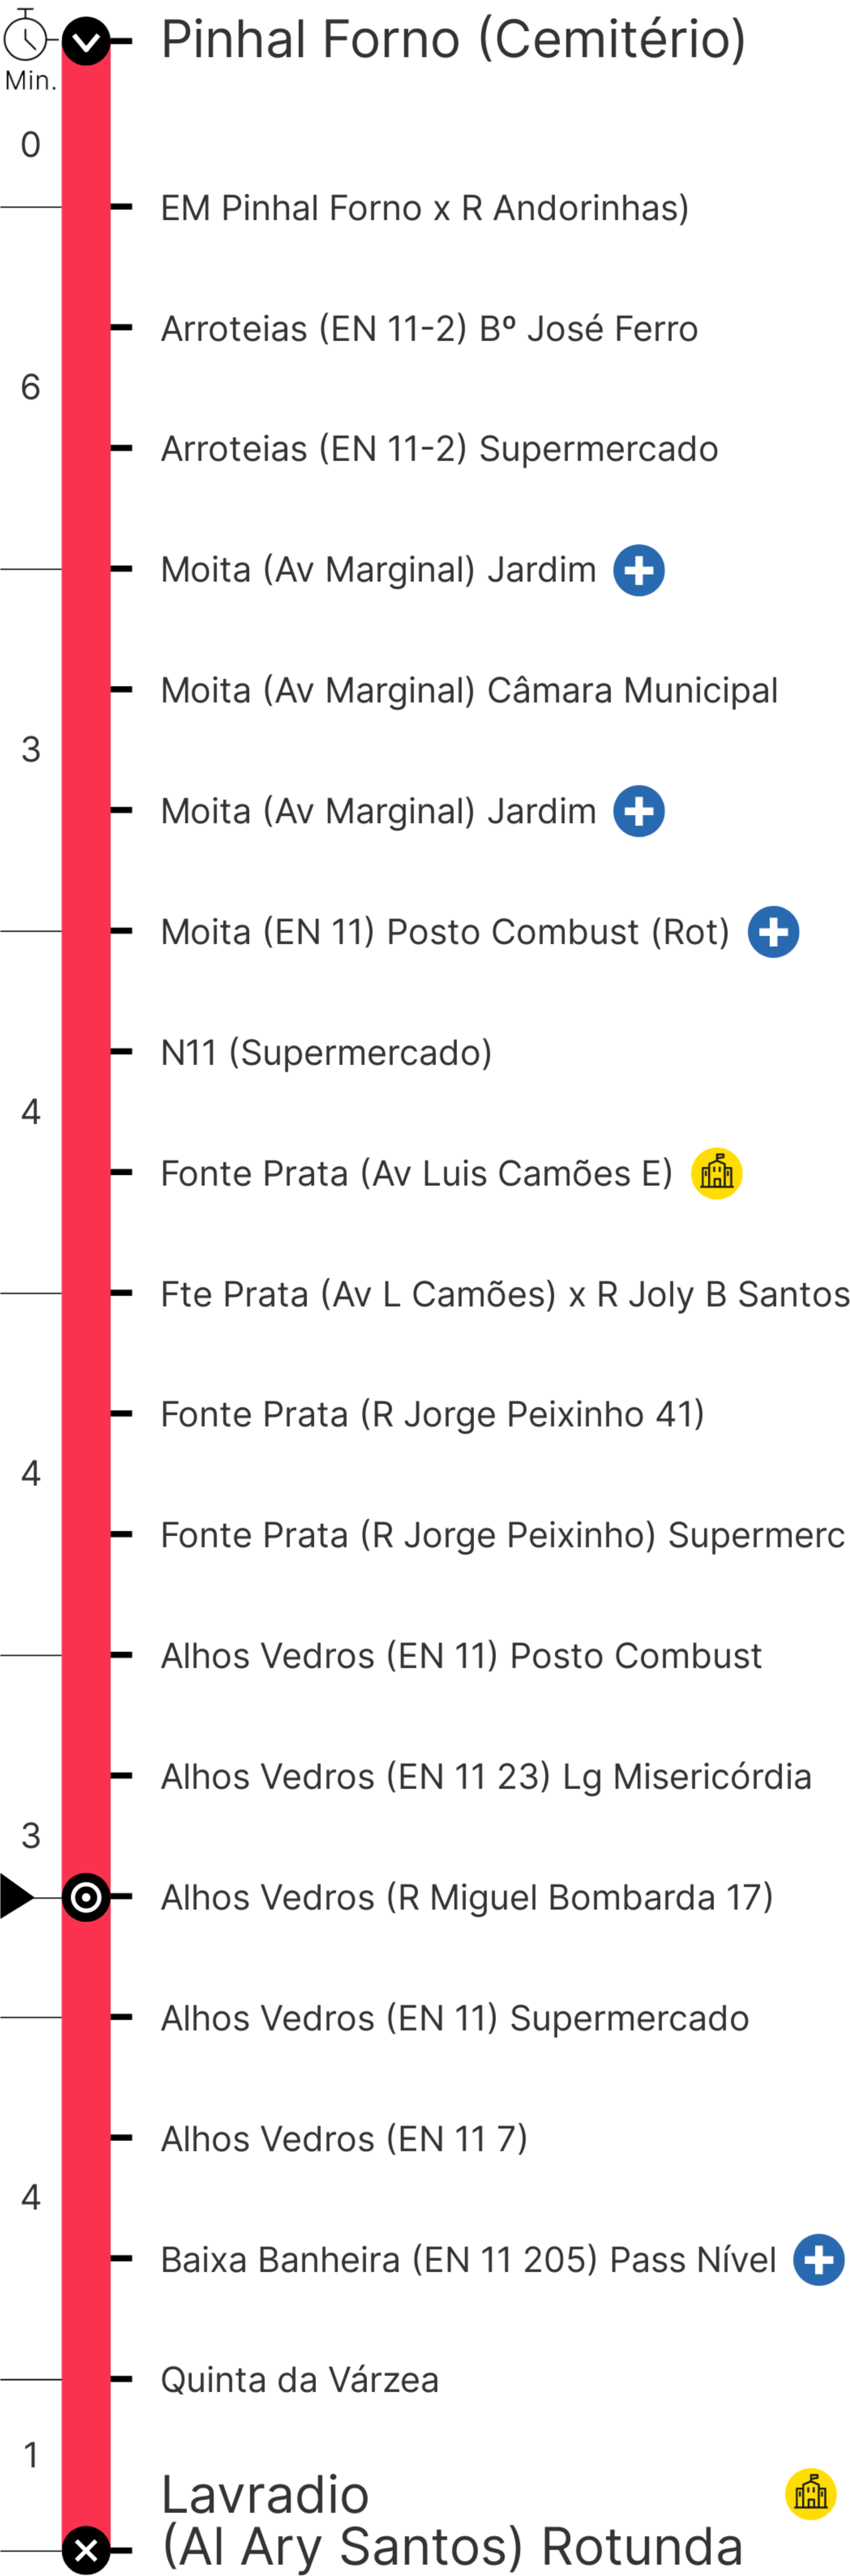 Pinhal Forno (Cemitério)
Min.
0
EM Pinhal Forno x R Andorinhas)
Arroteias (EN 11-2) Bº José Ferro
6
Arroteias (EN 11-2) Supermercado
Moita (Av Marginal) Jardim
Moita (Av Marginal) Câmara Municipal
3
Moita (Av Marginal) Jardim
Moita (EN 11) Posto Combust (Rot)
N11 (Supermercado)
4
Fonte Prata (Av Luis Camões E)
Fte Prata (Av L Camões) x R Joly B Santos
Fonte Prata (R Jorge Peixinho 41)
4
Fonte Prata (R Jorge Peixinho) Supermerc
Alhos Vedros (EN 11) Posto Combust
Alhos Vedros (EN 11 23) Lg Misericórdia
3
Alhos Vedros (R Miguel Bombarda 17)
Alhos Vedros (EN 11) Supermercado
Alhos Vedros (EN 11 7)
4
Baixa Banheira (EN 11 205) Pass Nível
Quinta da Várzea
1
Lavradio
(Al Ary Santos) Rotunda